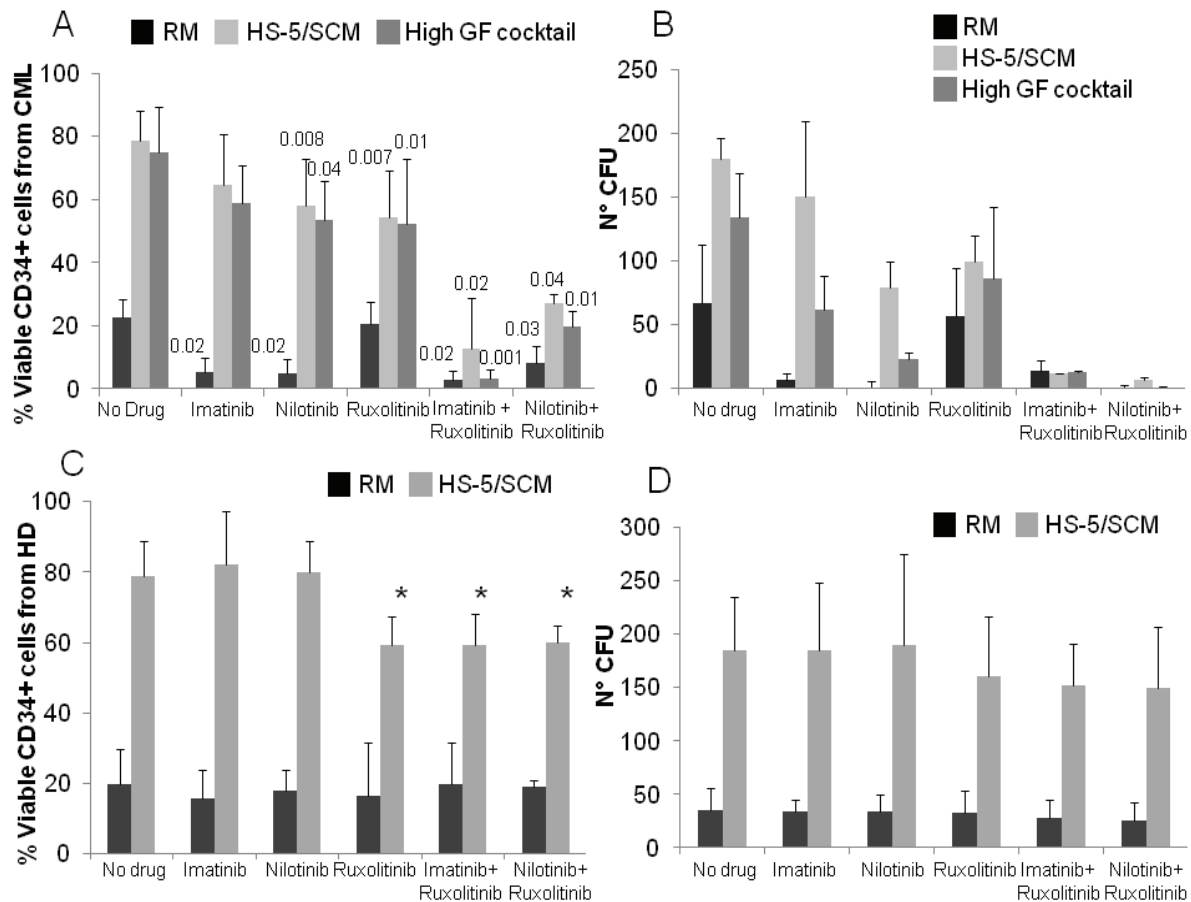 A
RM HS-5/SCM High GF cocktail
% Viable CD34+ cells from CML
100
80
60
40
20
0
0.02
0.02
0.008
0.04
0.007
0.01
0.02
0.02
0.001
0.03
0.04
0.01
No Drug Imatinib Nilotinib Ruxolitinib Imatinib + Nilotinib+
Ruxolitinib Ruxolitinib
B
RM
HS-5/SCM
High GF cocktail
N° CFU
250
200
150
100
50
0
No drug Imatinib Nilotinib Ruxolitinib Imatinib+ Nilotinib+
Ruxolitinib Ruxolitinib
C
RM HS-5/SCM
% Viable CD34+ cells from HD
100
80
60
40
20
0
* * *
No drug Imatinib Nilotinib Ruxolitinib Imatinib+ Nilotinib+
Ruxolitinib Ruxolitinib
D
RM HS-5/SCM
N° CFU
300
250
200
150
100
50
0
No drug Imatinib Nilotinib Ruxolitinib Imatinib+ Nilotinib+
Ruxolitinib Ruxolitinib